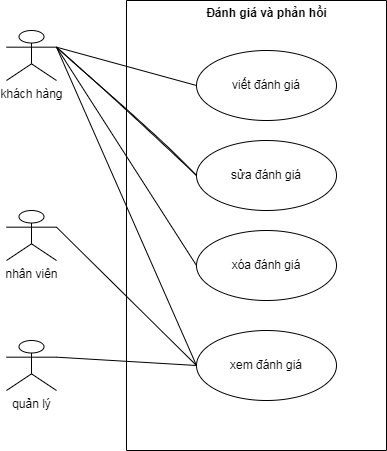 Đánh giá và phản hồi
khách hàng
viết đánh giá
sửa đánh giá
nhân viên
xóa đánh giá
quản lý
xem đánh giá